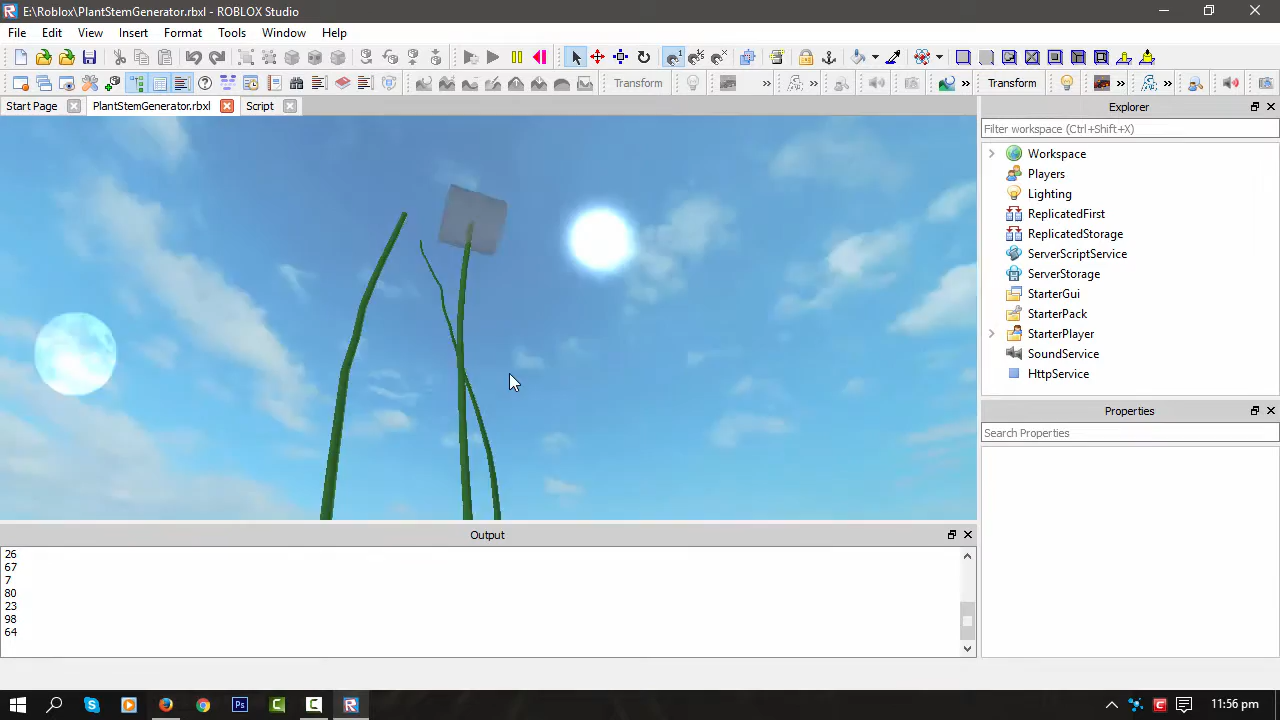 E:\Roblox\PlantStemGenerator.rbxl - ROBLOX Studio
File Edit View Insert Format Tools Window Help
Transform » » » Transform » »
Start Page PlantStemGenerator.rbxl Script
Explorer
Filter workspace (Ctrl+Shift+X)
Workspace
Players
Lighting
ReplicatedFirst
ReplicatedStorage
ServerScriptService
ServerStorage
StarterGui
StarterPack
StarterPlayer
SoundService
HttpService
Properties
Search Properties
Output
26
67
7
80
23
98
64
11:56 pm